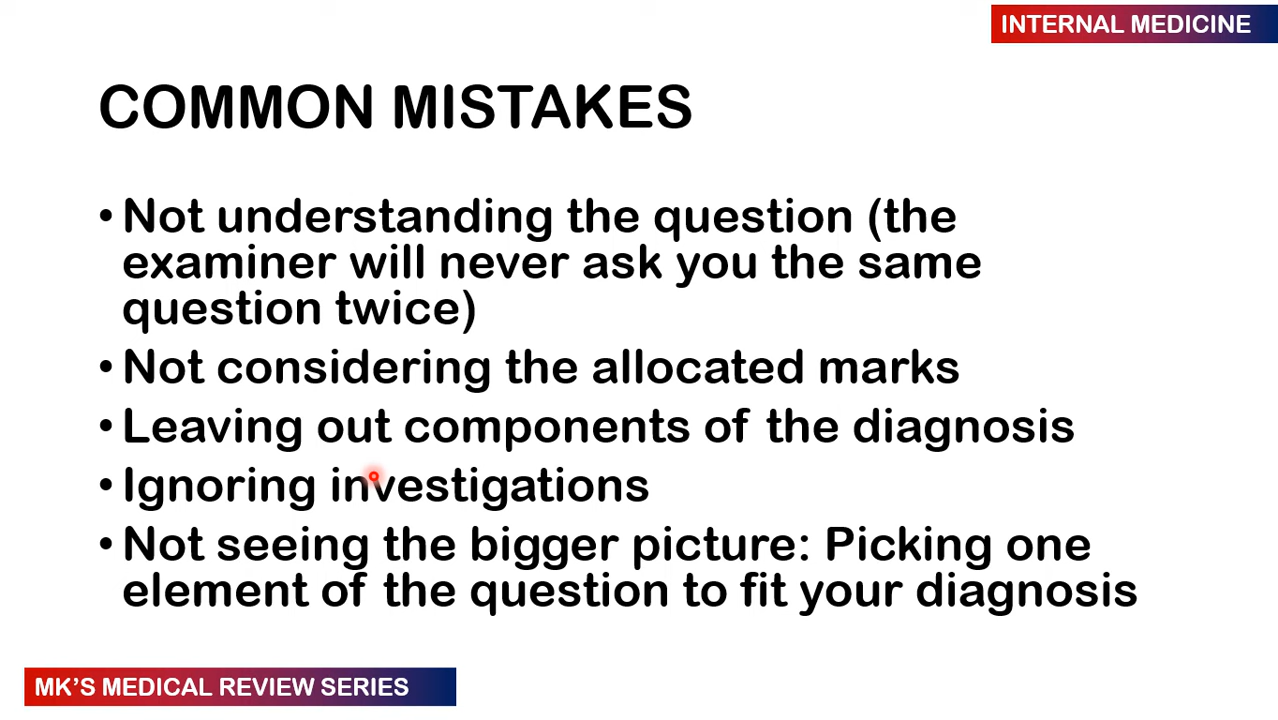 INTERNAL MEDICINE
COMMON MISTAKES
• Not understanding the question (the
examiner will never ask you the same
question twice)
• Not considering the allocated marks
• Leaving out components of the diagnosis
• Ignoring investigations
• Not seeing the bigger picture: Picking one
element of the question to fit your diagnosis
MK'S MEDICAL REVIEW SERIES